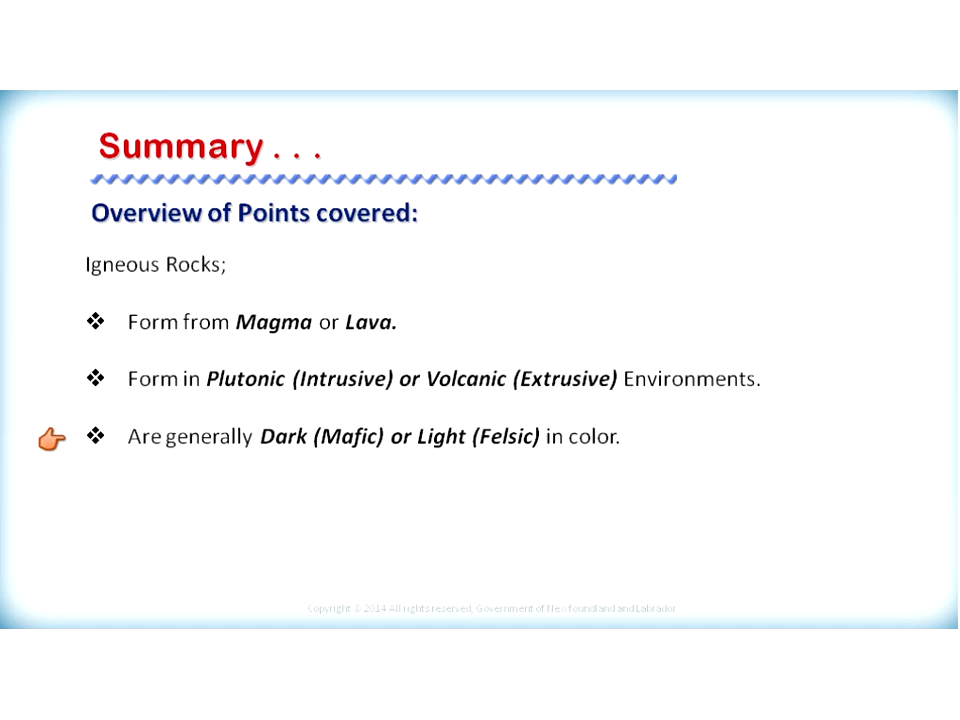 Summary . . .
Overview of Points covered:
Igneous Rocks;
❖ Form from Magma or Lava.
❖ Form in Plutonic (Intrusive) or Volcanic (Extrusive) Environments.
❖ Are generally Dark (Mafic) or Light (Felsic) in color.
Copyright © 2014 All rights reserved, Government of Newfoundland and Labrador